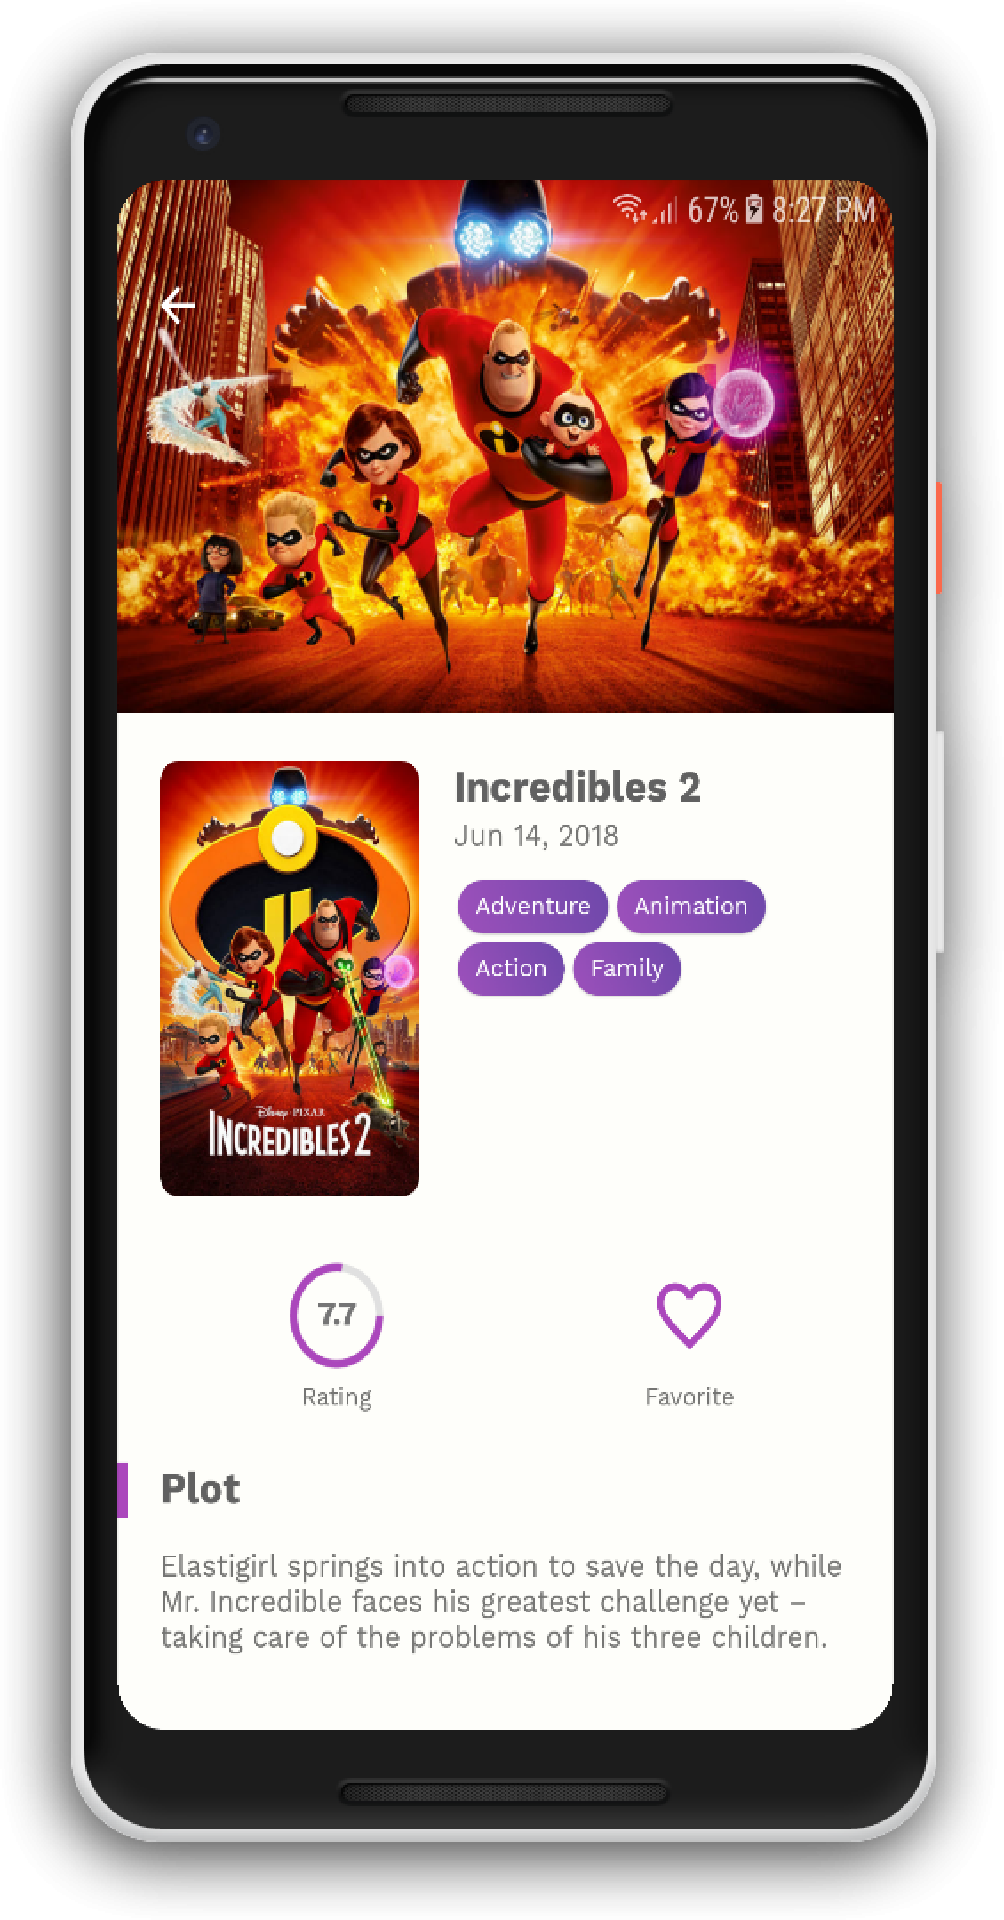 67% 8:27 PM
Incredibles 2
Jun 14, 2018
Adventure Animation
Action Family
Disney · PIXAR
INCREDIBLES 2
7.7
Rating Favorite
Plot
Elastigirl springs into action to save the day, while
Mr. Incredible faces his greatest challenge yet –
taking care of the problems of his three children.